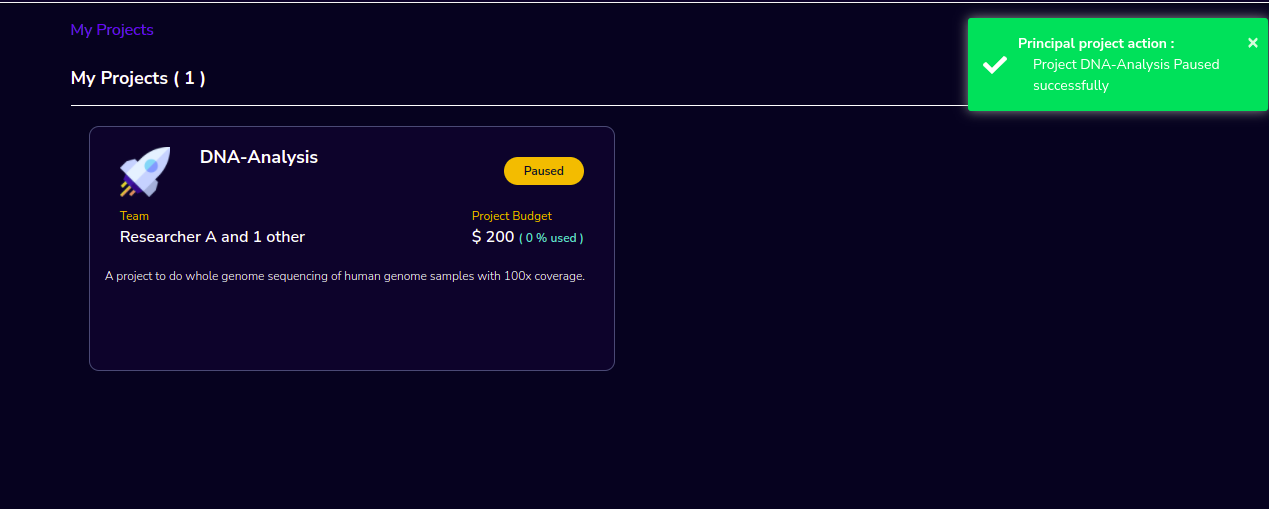 My Projects
My Projects ( 1 )
Principal project action :
×
Project DNA-Analysis Paused
successfully
DNA-Analysis
Paused
Team
Project Budget
Researcher A and 1 other
$ 200 ( 0 % used )
A project to do whole genome sequencing of human genome samples with 100x coverage.